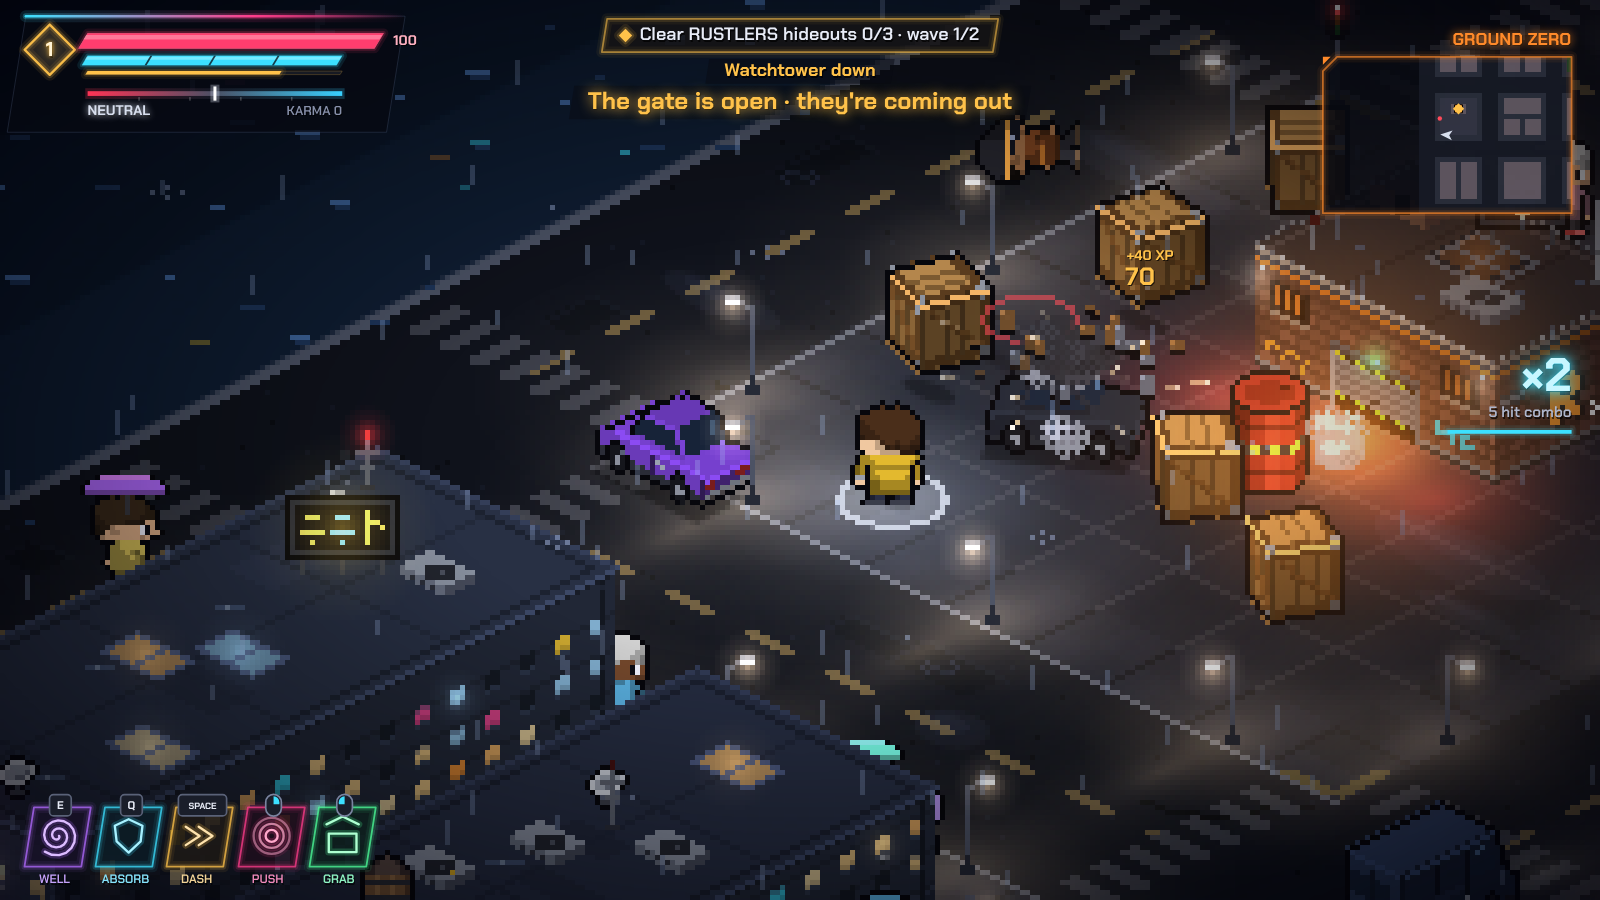 1
100
NEUTRAL
KARMA 0
Clear RUSTLERS hideouts 0/3 · wave 1/2
Watchtower down
The gate is open · they're coming out
GROUND ZERO
+40 XP
70
×2
5 hit combo
E
Q
SPACE
WELL
ABSORB
DASH
PUSH
GRAB